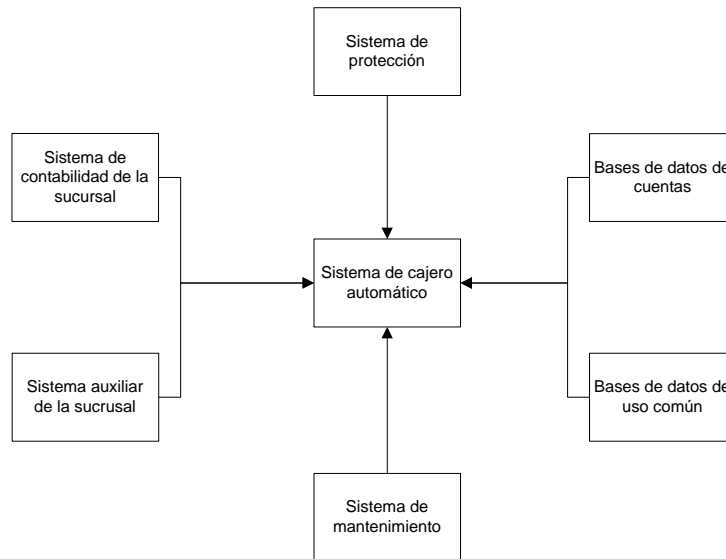 Sistema de
protección
Sistema de
contabilidad de la
sucursal
Bases de datos de
cuentas
Sistema de cajero
automático
Sistema auxiliar
de la sucrusal
Bases de datos de
uso común
Sistema de
mantenimiento